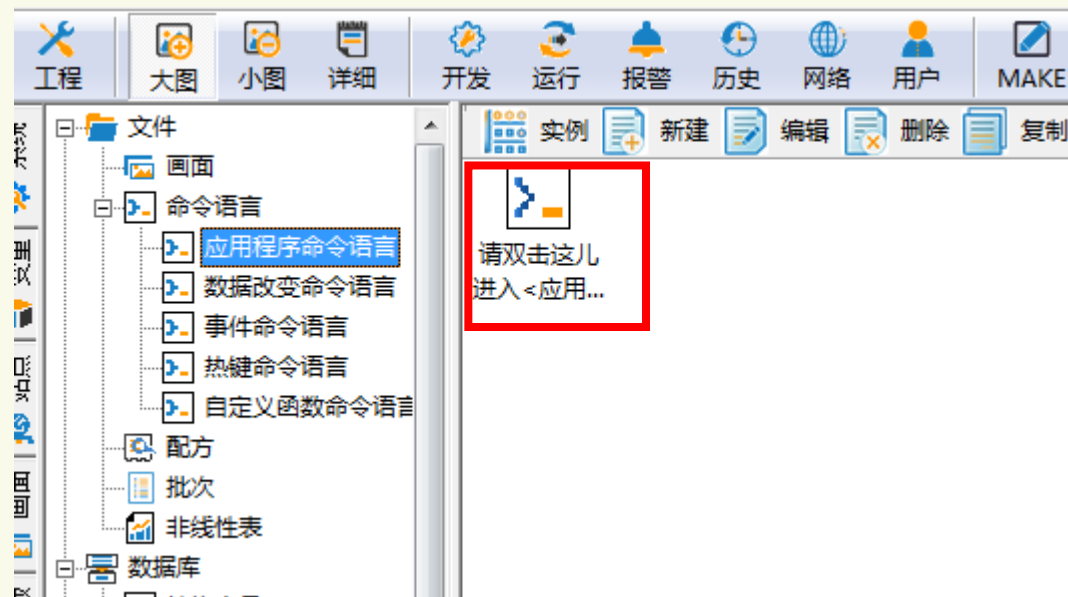 工程 大图 小图 详细 开发 运行 报警 历史 网络 用户 MAKE
实例 新建 编辑 删除 复制
系统
变量
站点
画面
文件
画面
命令语言
应用程序命令语言
数据改变命令语言
事件命令语言
热键命令语言
自定义函数命令语言
配方
批次
非线性表
数据库
请双击这儿
进入<应用...